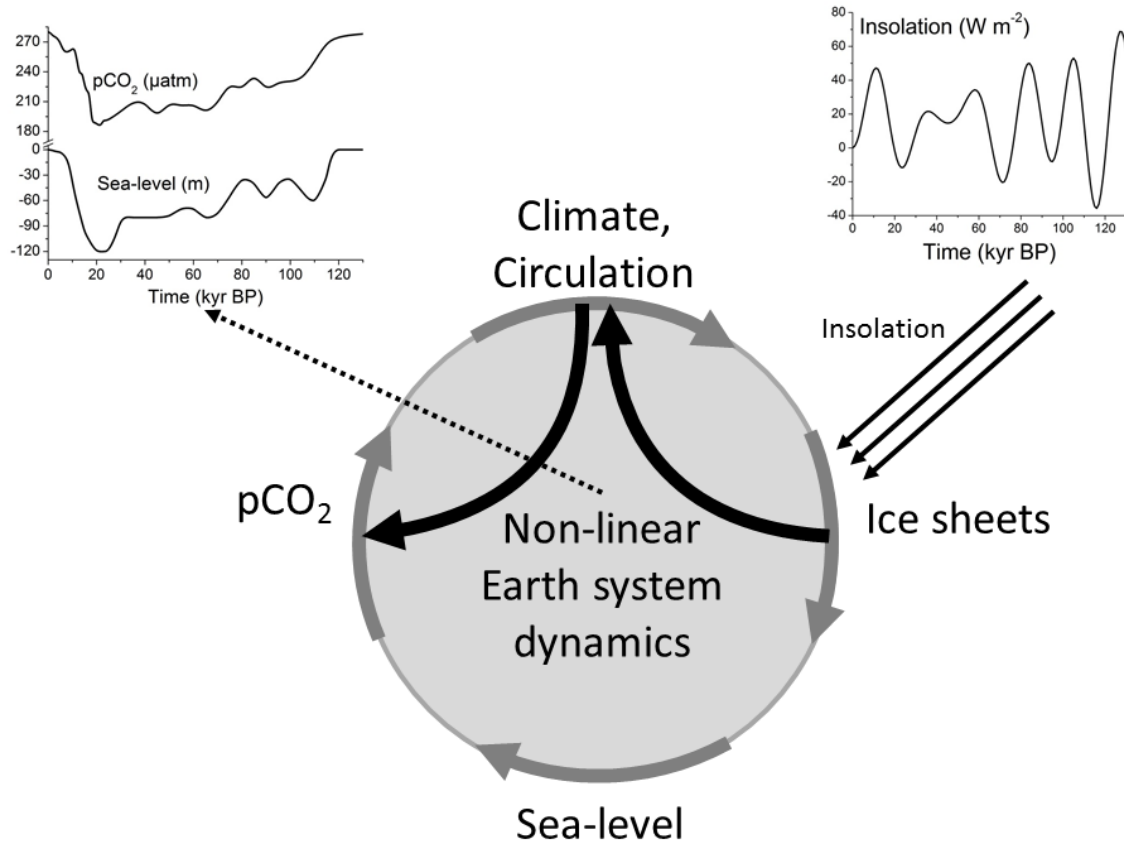 270
240
210
180
pCO₂ (μatm)
0
-30
-60
-90
-120
Sea-level (m)
0 20 40 60 80 100 120
Time (kyr BP)
Insolation (W m⁻²)
80
60
40
20
0
-20
-40
0 20 40 60 80 100 120
Time (kyr BP)
Climate,
Circulation
Insolation
pCO₂
Ice sheets
Non-linear
Earth system
dynamics
Sea-level